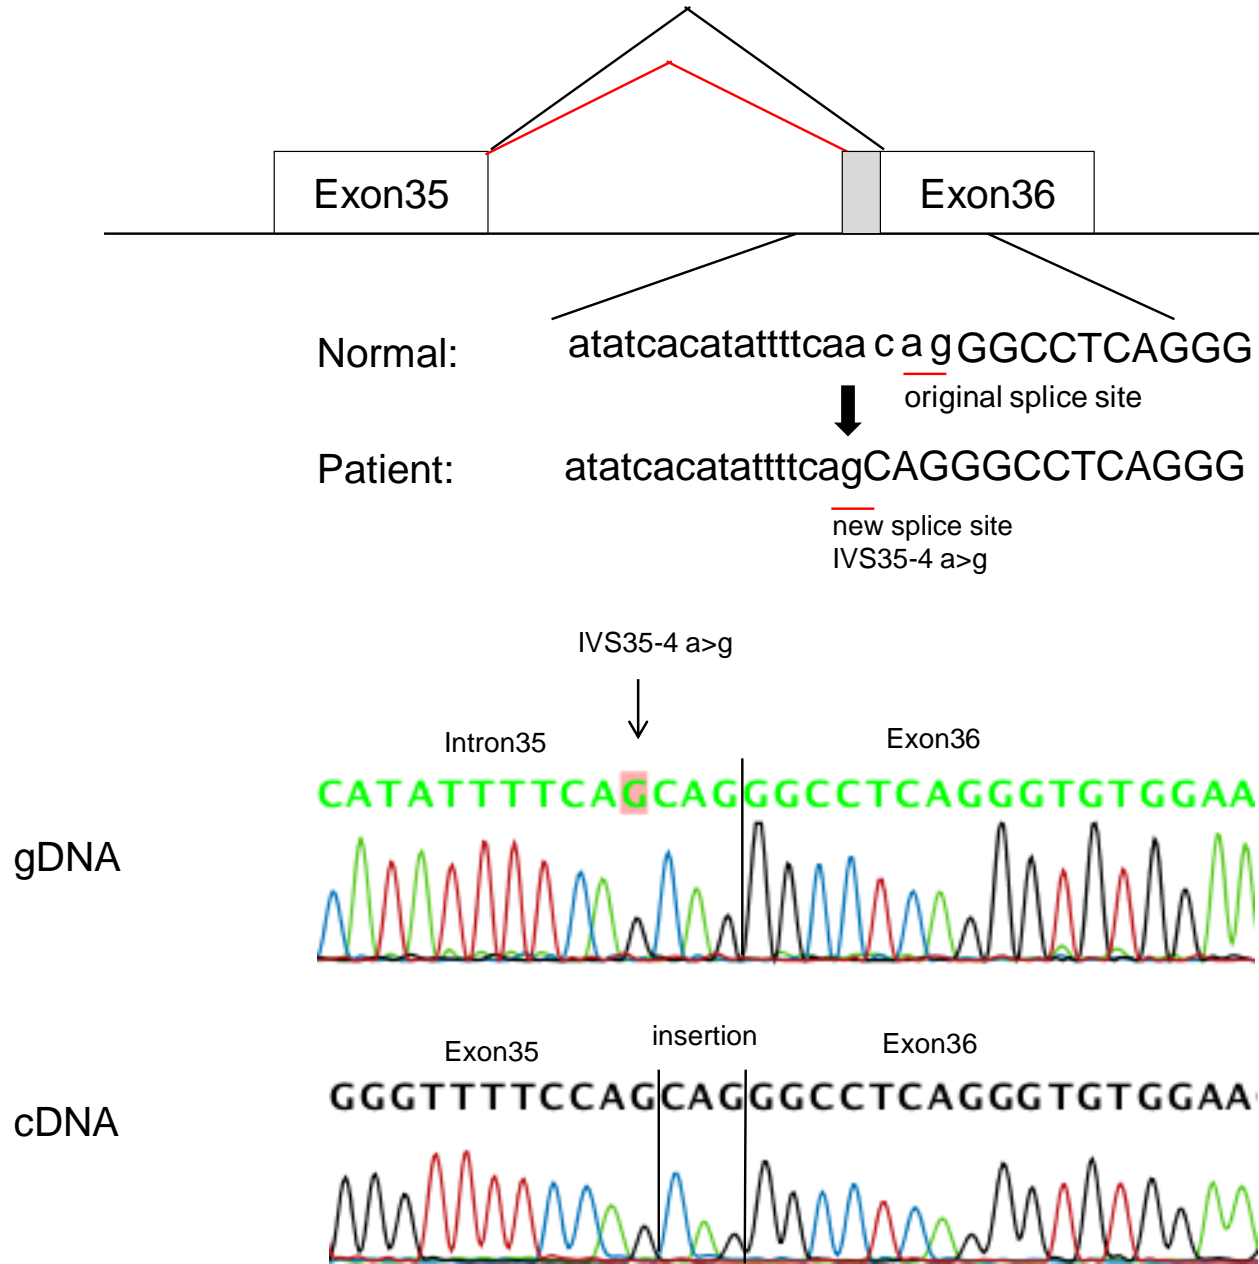 Exon35
Exon36
Normal: atatcacatattttcaa c a g GGCCTCAGGG
original splice site
Patient: atatcacatattttcagCAGGGCCTCAGGG
new splice site
IVS35-4 a>g
IVS35-4 a>g
Intron35
Exon36
CATATTTTCAGCAGGGCCTCAGGGTGTGGAA
gDNA
Exon35
insertion
Exon36
GGGTTTTCCAGCAGGGCCTCAGGGTGTGGAA
cDNA